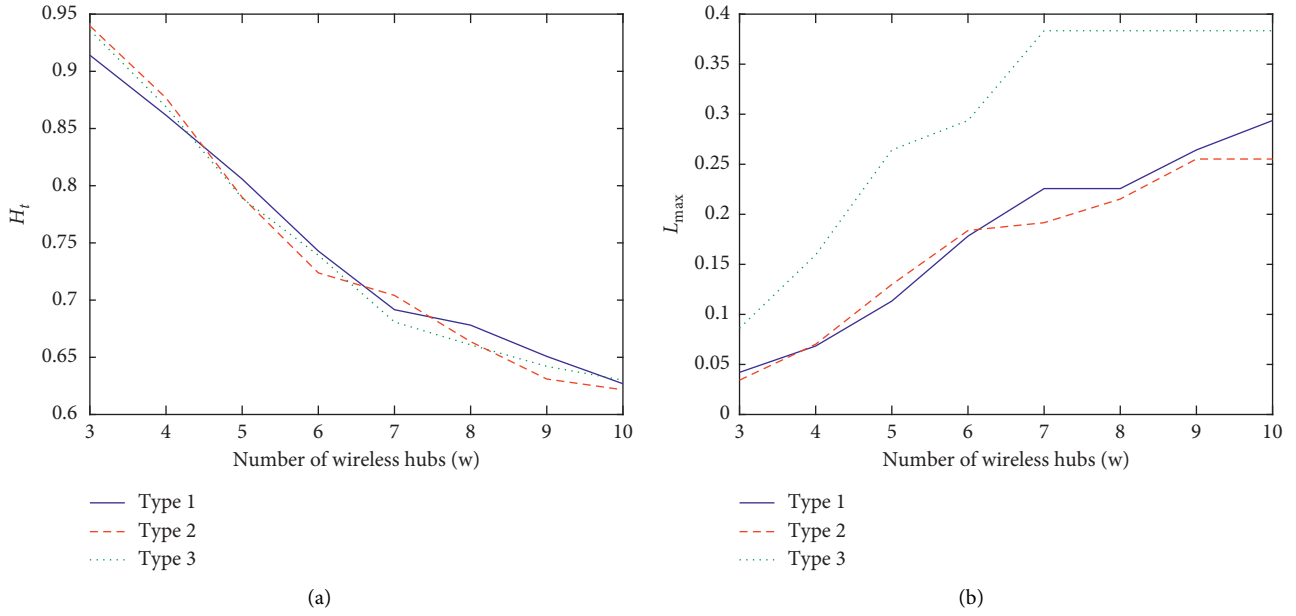 0.95
0.9
0.85
0.8
0.75
0.7
0.65
0.6
H_t
3 4 5 6 7 8 9 10
Number of wireless hubs (w)
Type 1
Type 2
Type 3
(a)
0.4
0.35
0.3
0.25
0.2
0.15
0.1
0.05
0
L_max
3 4 5 6 7 8 9 10
Number of wireless hubs (w)
Type 1
Type 2
Type 3
(b)